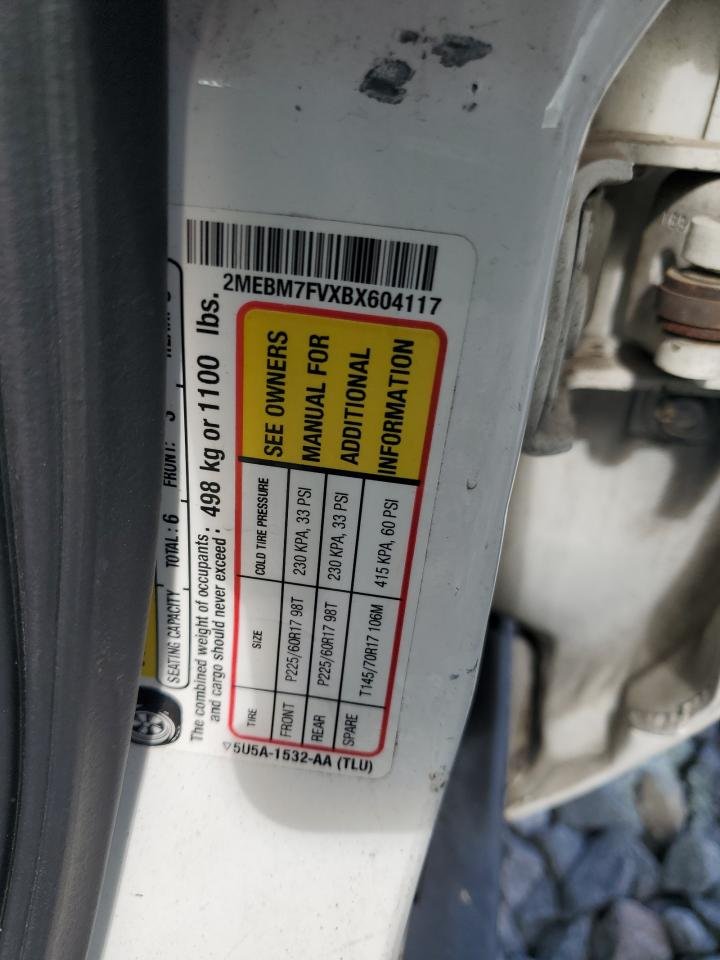 SEATING CAPACITY TOTAL : 6 FRONT: 3
The combined weight of occupants
and cargo should never exceed : 498 kg or 1100 lbs.
TIRE SIZE COLD TIRE PRESSURE
FRONT P225/60R17 98T 230 KPA, 33 PSI
REAR P225/60R17 98T 230 KPA, 33 PSI
SPARE T145/70R17 106M 415 KPA, 60 PSI
SEE OWNERS
MANUAL FOR
ADDITIONAL
INFORMATION
5U5A-1532-AA (TLU)
2MEBM7FVXBX604117